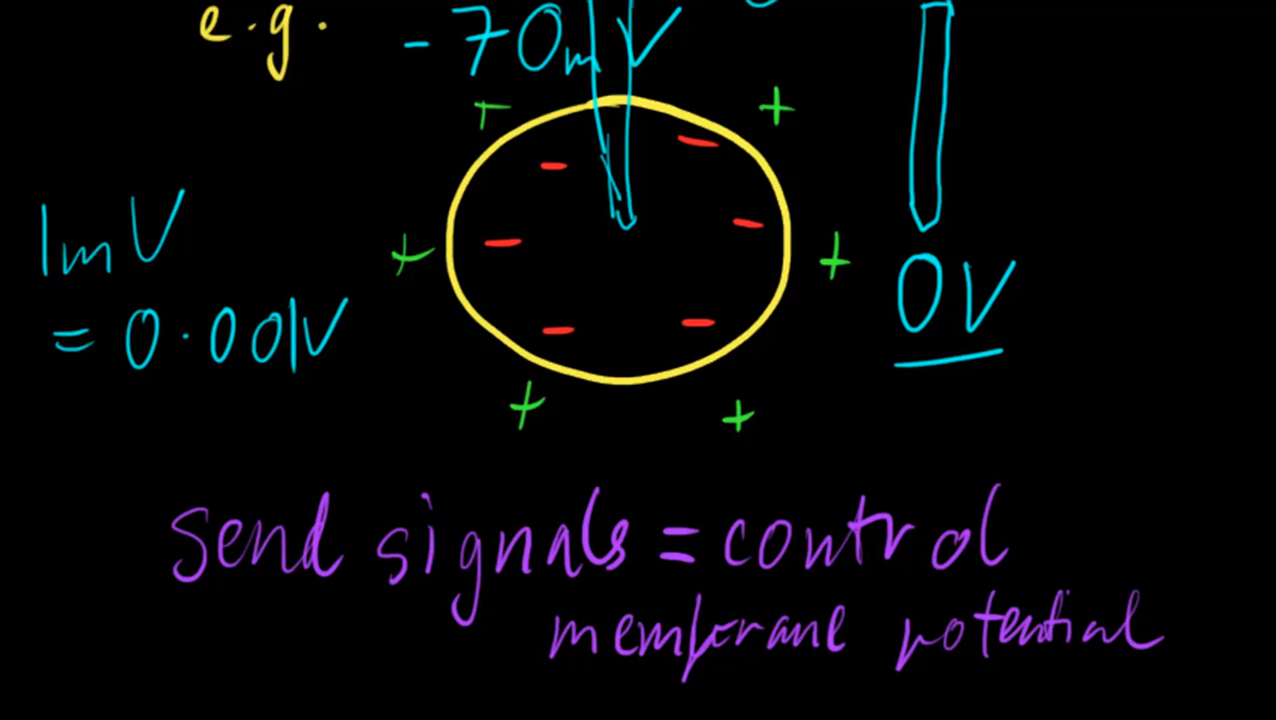 e.g. -70mV
1mV
= 0.001V
0V
send signals = control
membrane potential